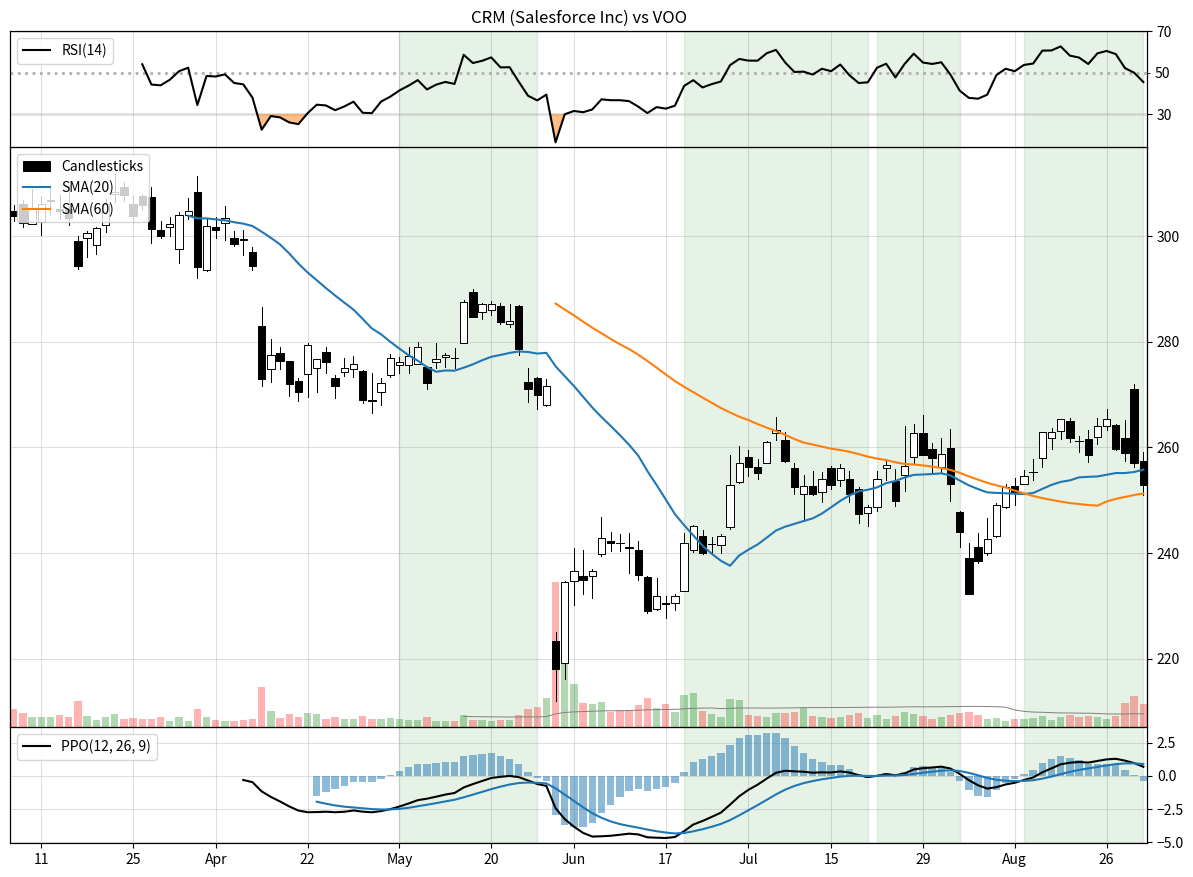 CRM (Salesforce Inc) vs VOO
RSI(14)
70
50
30
Candlesticks
SMA(20)
SMA(60)
300
280
260
240
220
PPO(12, 26, 9)
2.5
0.0
−2.5
−5.0
11 25 Apr 22 May 20 Jun 17 Jul 15 29 Aug 26